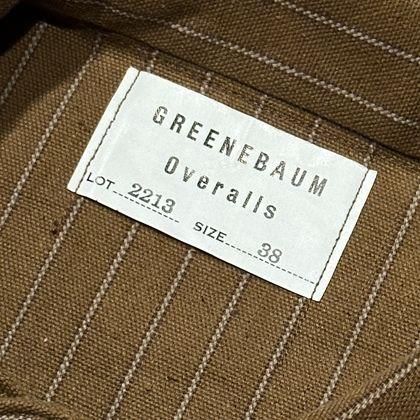 GREENEBAUM
Overalls
LOT 2213 SIZE 38